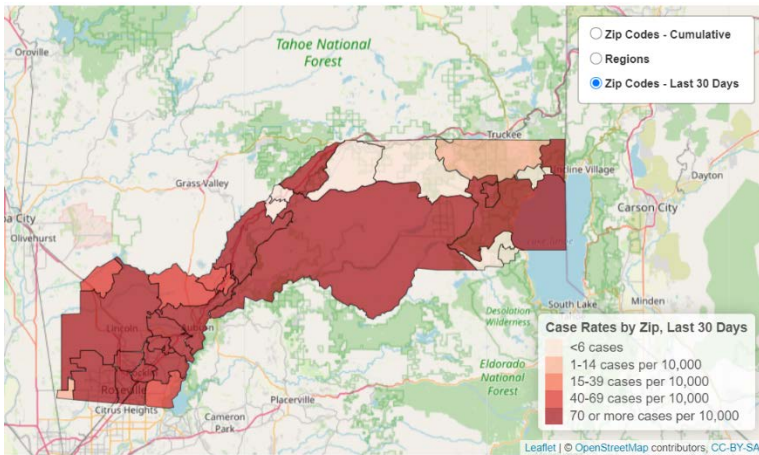 Oroville
Tahoe National
Forest
Zip Codes - Cumulative
Regions
Zip Codes - Last 30 Days
Truckee
Grass Valley
ncline Village
Dayton
ba City
Olivehurst
Carson City
Minden
South Lake
Desolation
Wilderness
Lincoln
Auburn
Rocklin
Roseville
Citrus Heights
Cameron
Park
Placerville
Eldorado
National
Forest
Case Rates by Zip, Last 30 Days
<6 cases
1-14 cases per 10,000
15-39 cases per 10,000
40-69 cases per 10,000
70 or more cases per 10,000
Leaflet | © OpenStreetMap contributors, CC-BY-SA